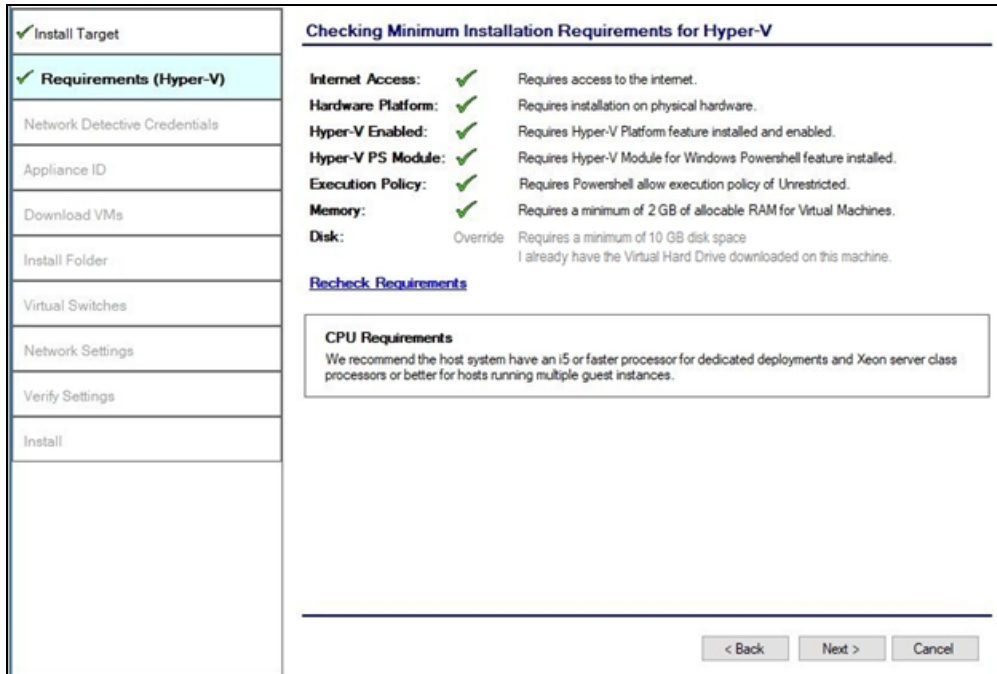 Install Target
Requirements (Hyper-V)
Network Detective Credentials
Appliance ID
Download VMs
Install Folder
Virtual Switches
Network Settings
Verify Settings
Install
Checking Minimum Installation Requirements for Hyper-V
Internet Access: Requires access to the internet.
Hardware Platform: Requires installation on physical hardware.
Hyper-V Enabled: Requires Hyper-V Platform feature installed and enabled.
Hyper-V PS Module: Requires Hyper-V Module for Windows Powershell feature installed.
Execution Policy: Requires Powershell allow execution policy of Unrestricted.
Memory: Requires a minimum of 2 GB of allocable RAM for Virtual Machines.
Disk: Override Requires a minimum of 10 GB disk space
I already have the Virtual Hard Drive downloaded on this machine.
Recheck Requirements
CPU Requirements
We recommend the host system have an i5 or faster processor for dedicated deployments and Xeon server class
processors or better for hosts running multiple guest instances.
< Back Next > Cancel